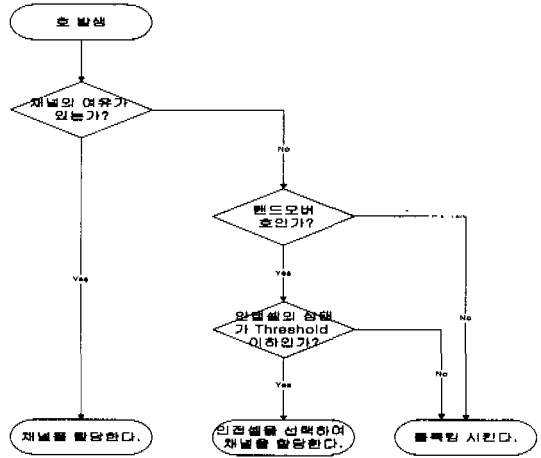 호 발생
채널의 여유가
있는가?
No
핸드오버
호인가?
Yes
Yes
인접셀의 상태
가 Threshold
이하인가?
No
No
Yes
채널을 할당한다.
인접셀을 선택하여
채널을 할당한다.
블록킹 시킨다.